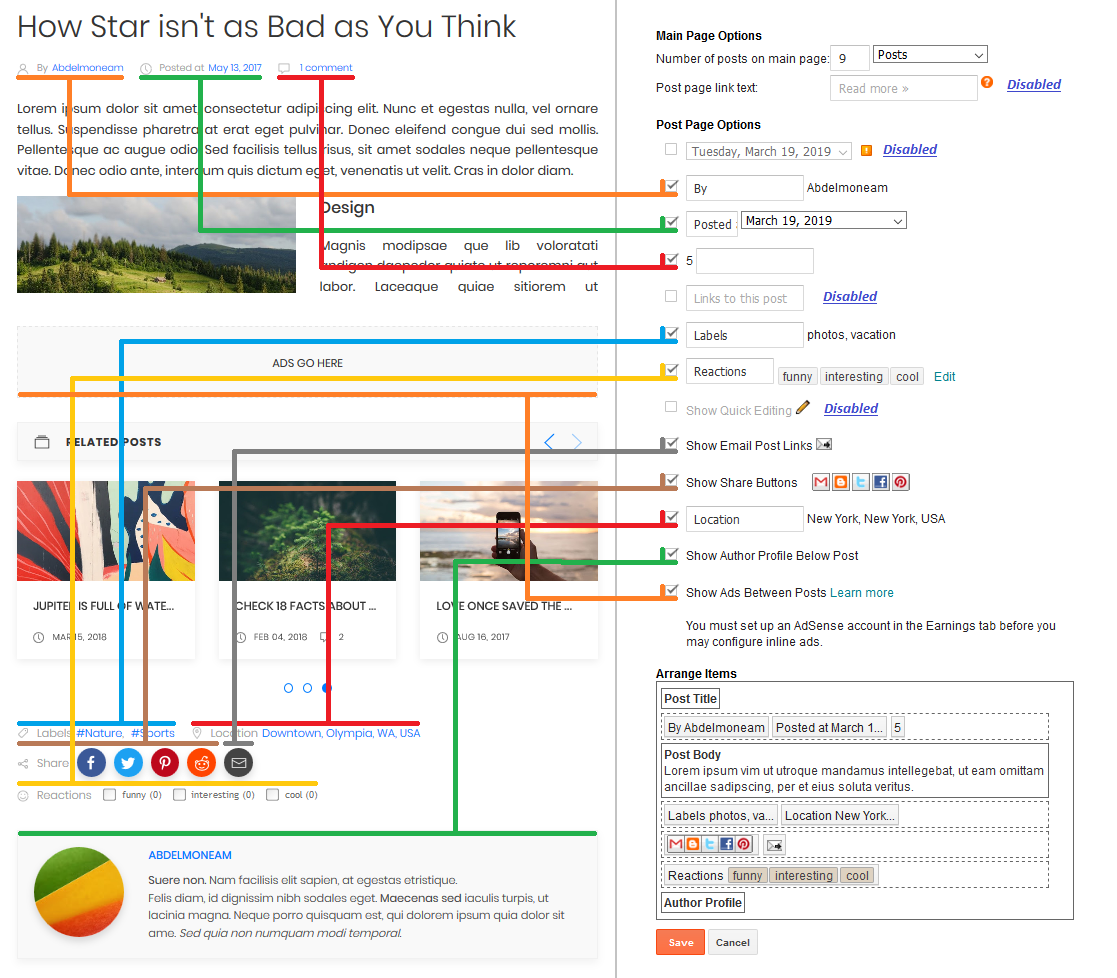 How Star isn't as Bad as You Think
By Abdelmoneam Posted at May 13, 2017 1 comment
Lorem ipsum dolor sit amet, consectetur adipiscing elit. Nunc et egestas nulla, vel ornare
tellus. Suspendisse pharetra at erat eget pulvinar. Donec eleifend congue dui sed mollis.
Pellentesque ac augue odio. Sed facilisis tellus risus, sit amet sodales neque pellentesque
vitae. Donec odio ante, interdum quis dictum eget, venenatis ut velit. Cras in dolor diam.
Design
Magnis modipsae que lib voloratati
andigen daepeder quiate ut reporemni aut
labor. Laceaque quiae sitiorem ut
ADS GO HERE
RELATED POSTS
JUPITER IS FULL OF WATE...
MAR 15, 2018
CHECK 18 FACTS ABOUT ...
FEB 04, 2018 2
LOVE ONCE SAVED THE ...
AUG 16, 2017
Labels #Nature, #Sports Location Downtown, Olympia, WA, USA
Share
Reactions funny (0) interesting (0) cool (0)
ABDELMONEAM
Suere non. Nam facilisis elit sapien, at egestas etristique.
Felis diam, id dignissim nibh sodales eget. Maecenas sed iaculis turpis, ut
lacinia magna. Neque porro quisquam est, qui dolorem ipsum quia dolor sit
ame. Sed quia non numquam modi temporal.
Main Page Options
Number of posts on main page: 9 Posts
Post page link text: Read more » ? Disabled
Post Page Options
Tuesday, March 19, 2019 ! Disabled
By Abdelmoneam
Posted March 19, 2019
5
Links to this post Disabled
Labels photos, vacation
Reactions funny interesting cool Edit
Show Quick Editing Disabled
Show Email Post Links
Show Share Buttons
Location New York, New York, USA
Show Author Profile Below Post
Show Ads Between Posts Learn more
You must set up an AdSense account in the Earnings tab before you
may configure inline ads.
Arrange Items
Post Title
By Abdelmoneam Posted at March 1... 5
Post Body
Lorem ipsum vim ut utroque mandamus intellegebat, ut eam omittam
ancillae sadipscing, per et eius soluta veritus.
Labels photos, va... Location New York...
Reactions funny interesting cool
Author Profile
Save Cancel